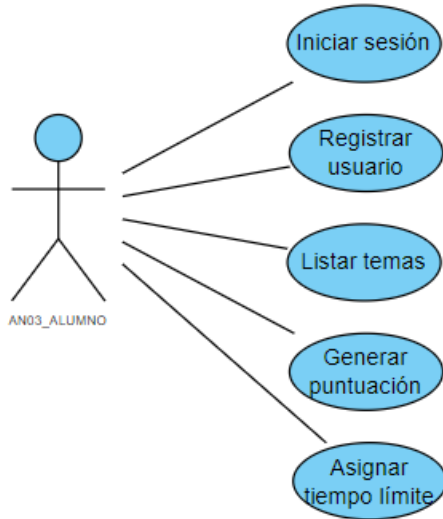 Iniciar sesión
Registrar
usuario
Listar temas
AN03_ALUMNO
Generar
puntuación
Asignar
tiempo límite